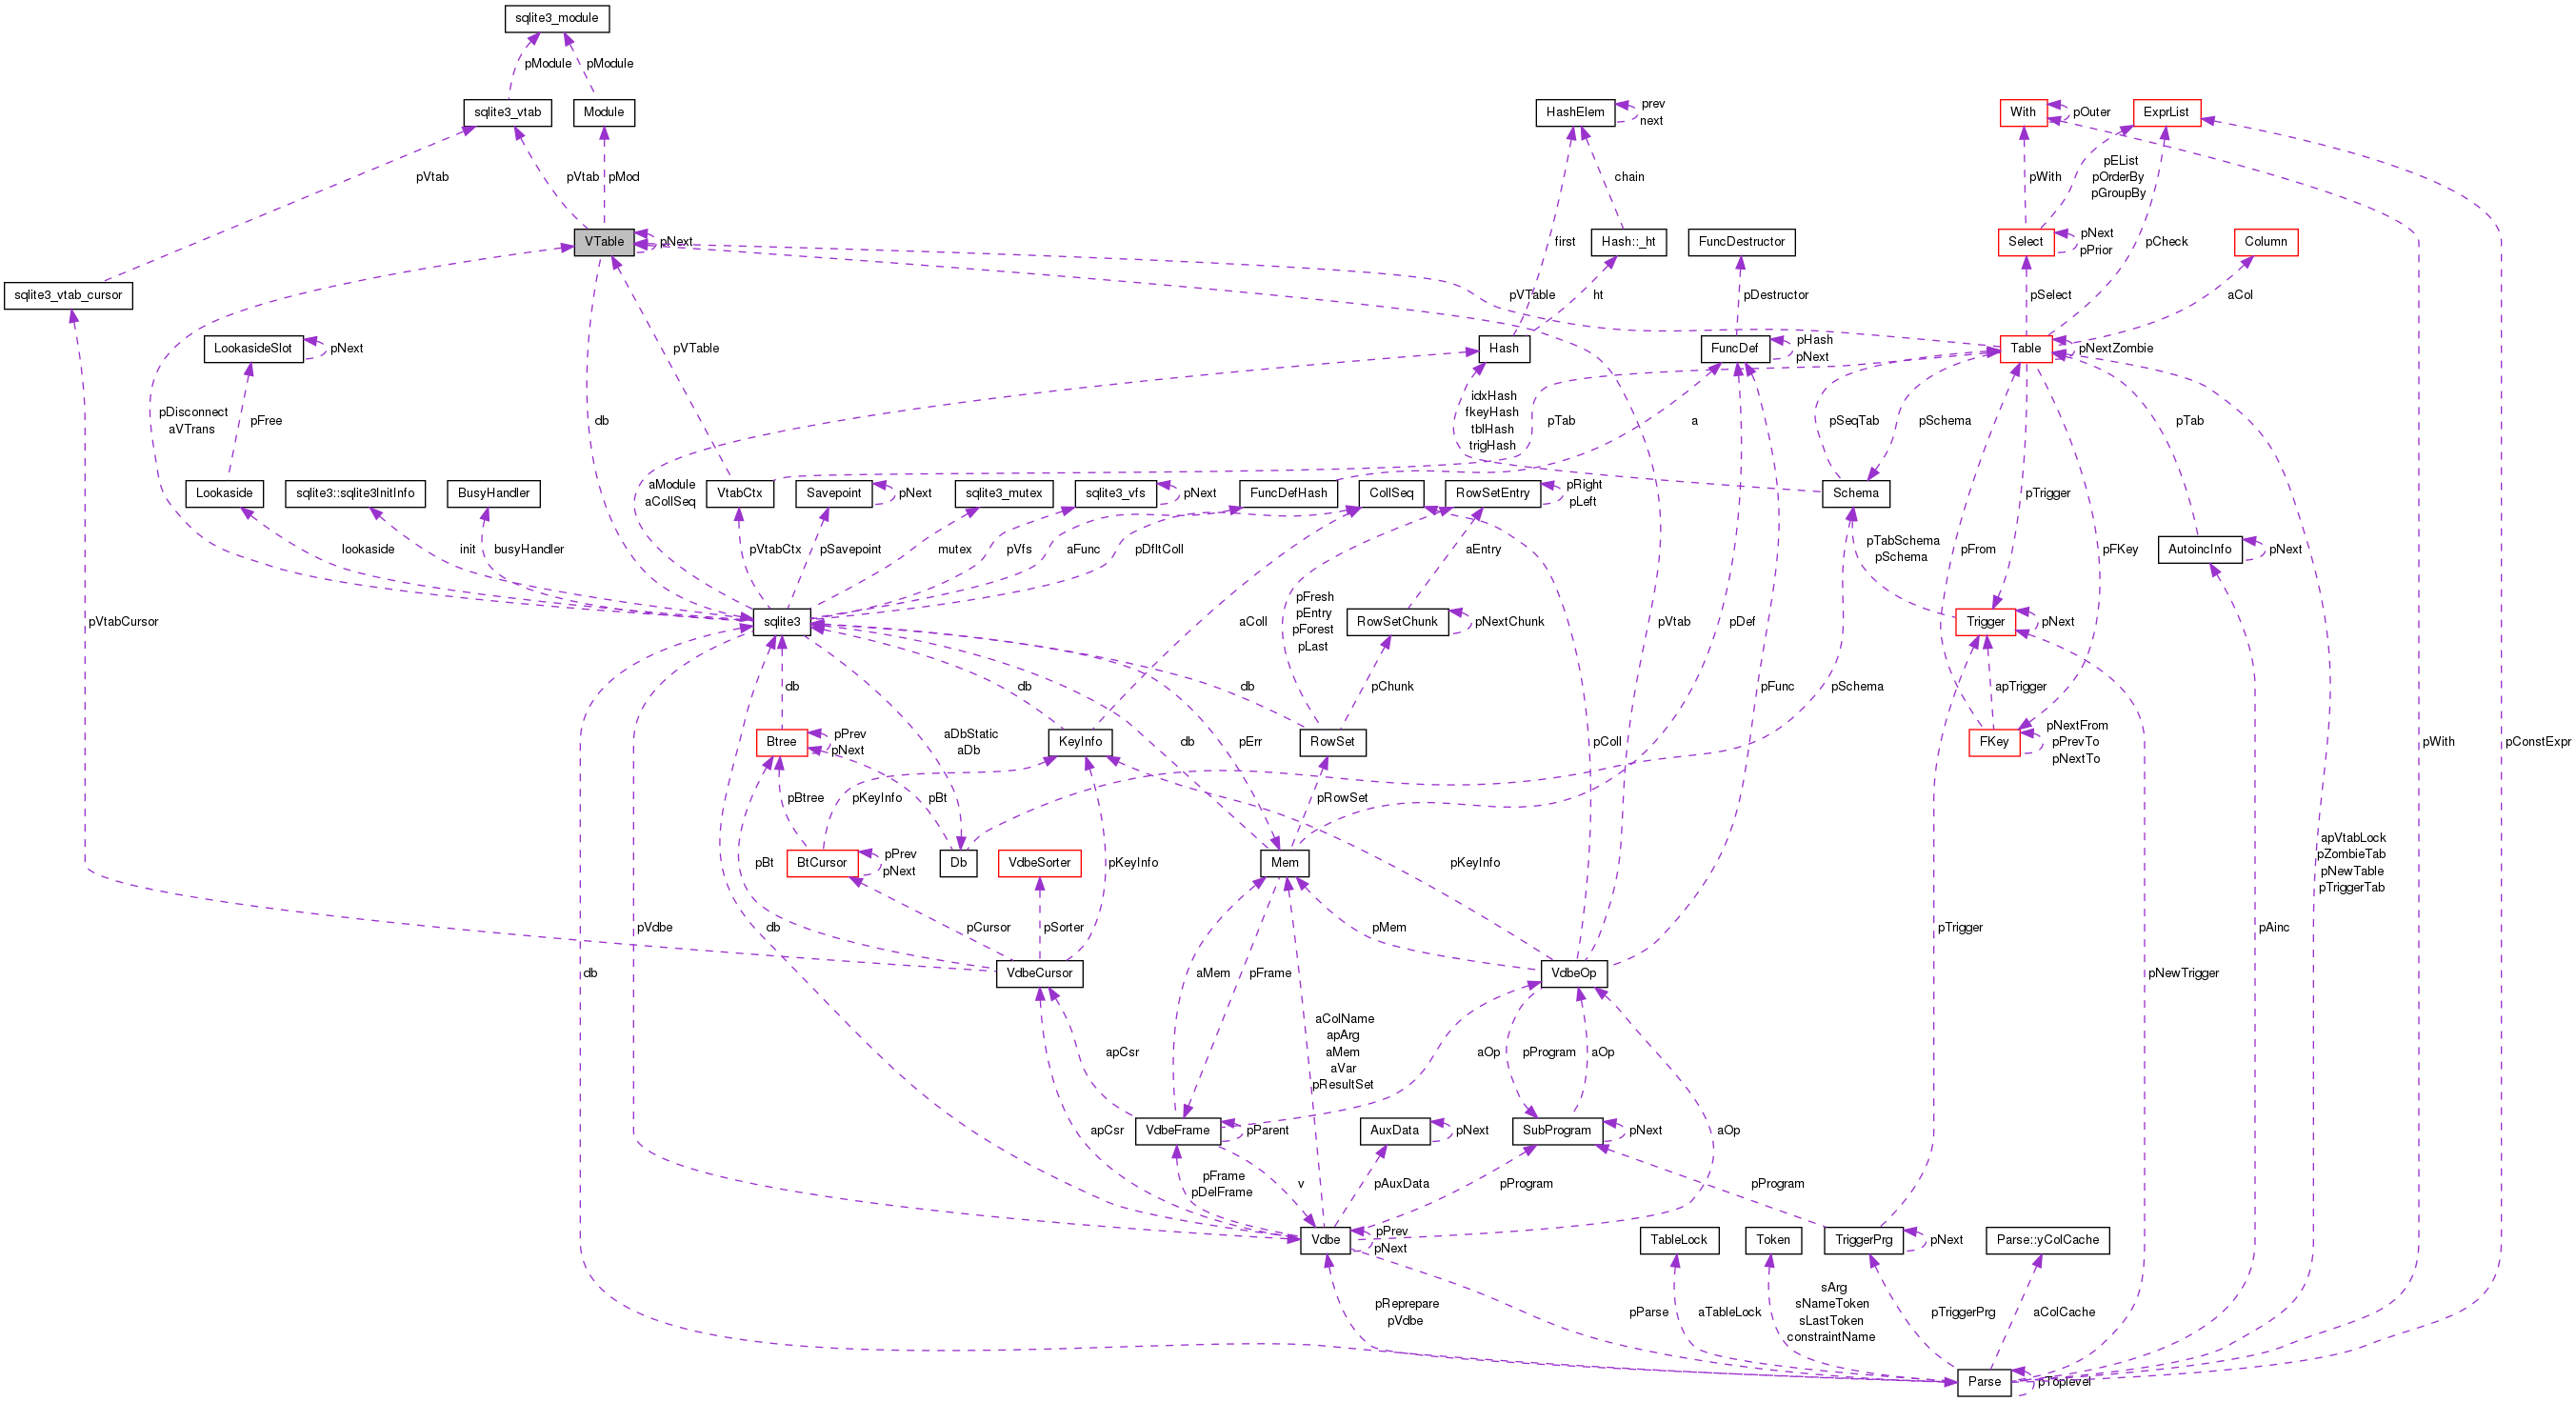 sqlite3_module
pModule
pModule
sqlite3_vtab
Module
HashElem
prev
next
With
pOuter
ExprList
pVtab
pVtab
pMod
chain
pWith
pEList
pOrderBy
pGroupBy
VTable
pNext
first
Hash::_ht
FuncDestructor
Select
pNext
pPrior
pCheck
Column
sqlite3_vtab_cursor
pVTable
ht
pDestructor
pSelect
aCol
LookasideSlot
pNext
pVTable
Hash
FuncDef
pHash
pNext
Table
pNextZombie
pDisconnect
aVTrans
pFree
db
idxHash
fkeyHash
tblHash
trigHash
pTab
a
pSeqTab
pSchema
pTab
Lookaside
sqlite3::sqlite3InitInfo
BusyHandler
aModule
aCollSeq
VtabCtx
Savepoint
pNext
sqlite3_mutex
sqlite3_vfs
pNext
FuncDefHash
CollSeq
RowSetEntry
pRight
pLeft
Schema
pTrigger
lookaside
init
busyHandler
pVtabCtx
pSavepoint
mutex
pVfs
aFunc
pDfltColl
aEntry
pTabSchema
pSchema
pFrom
pFKey
AutoincInfo
pNext
pVtabCursor
sqlite3
aColl
pFresh
pEntry
pForest
pLast
RowSetChunk
pNextChunk
pVtab
pDef
Trigger
pNext
db
db
db
pChunk
pFunc
pSchema
apTrigger
Btree
pPrev
pNext
aDbStatic
aDb
KeyInfo
db
pErr
RowSet
pColl
FKey
pNextFrom
pPrevTo
pNextTo
pWith
pConstExpr
pBtree
pKeyInfo
pBt
pRowSet
pBt
BtCursor
pPrev
pNext
Db
VdbeSorter
pKeyInfo
Mem
pKeyInfo
apVtabLock
pZombieTab
pNewTable
pTriggerTab
pVdbe
db
pCursor
pSorter
pMem
pTrigger
pAinc
db
VdbeCursor
aMem
pFrame
VdbeOp
pNewTrigger
apCsr
aColName
apArg
aMem
aVar
pResultSet
aOp
pProgram
aOp
apCsr
VdbeFrame
pParent
AuxData
pNext
SubProgram
pNext
aOp
pFrame
pDelFrame
v
pAuxData
pProgram
pProgram
Vdbe
pPrev
pNext
TableLock
Token
TriggerPrg
pNext
Parse::yColCache
pReprepare
pVdbe
pParse
aTableLock
sArg
sNameToken
sLastToken
constraintName
pTriggerPrg
aColCache
Parse
pToplevel